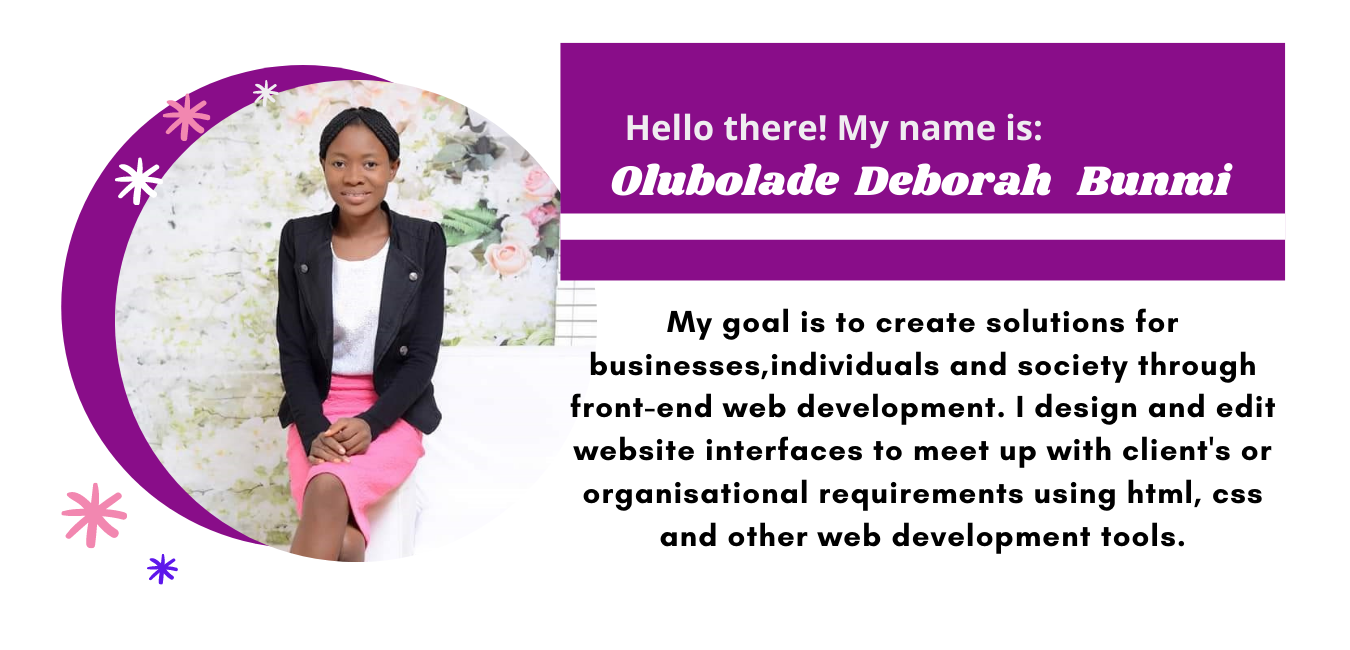 Hello there! My name is:
Olubolade Deborah Bunmi
My goal is to create solutions for
businesses,individuals and society through
front-end web development. I design and edit
website interfaces to meet up with client's or
organisational requirements using html, css
and other web development tools.